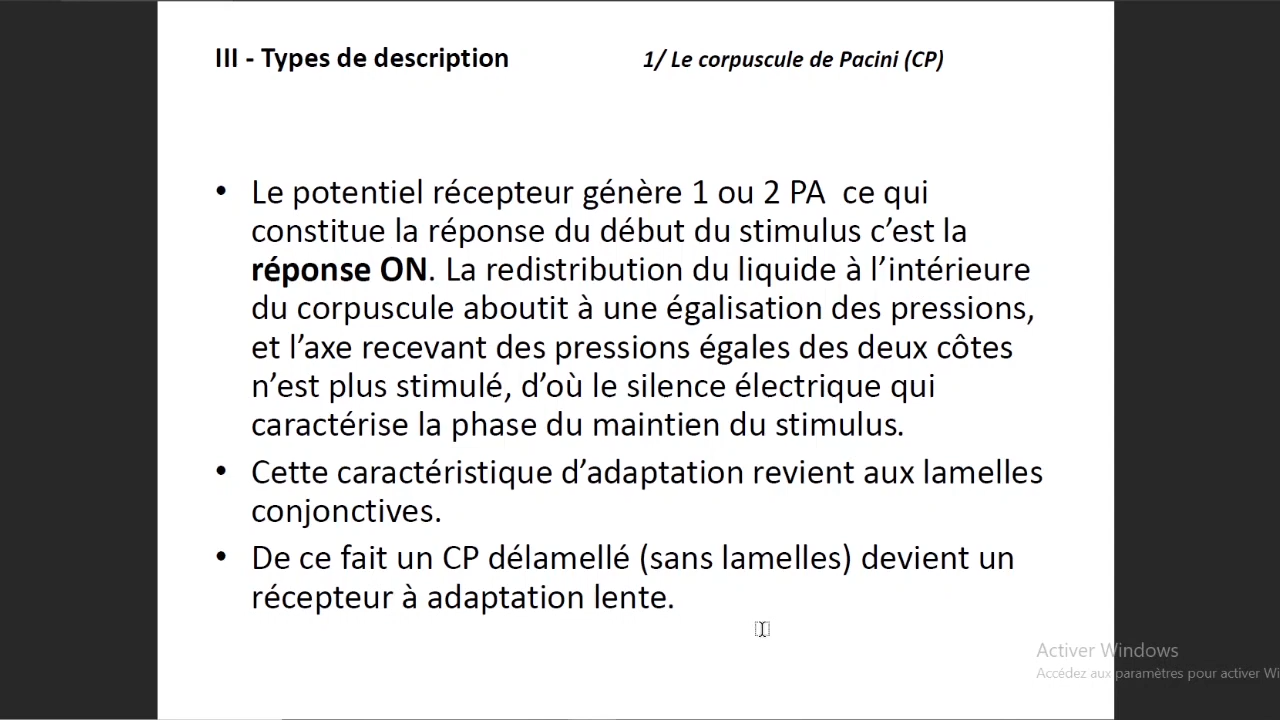 III - Types de description
1/ Le corpuscule de Pacini (CP)
• Le potentiel récepteur génère 1 ou 2 PA  ce qui
constitue la réponse du début du stimulus c’est la
réponse ON. La redistribution du liquide à l’intérieure
du corpuscule aboutit à une égalisation des pressions,
et l’axe recevant des pressions égales des deux côtes
n’est plus stimulé, d’où le silence électrique qui
caractérise la phase du maintien du stimulus.
• Cette caractéristique d’adaptation revient aux lamelles
conjonctives.
• De ce fait un CP délamellé (sans lamelles) devient un
récepteur à adaptation lente.
Activer Windows
Accédez aux paramètres pour activer Wi